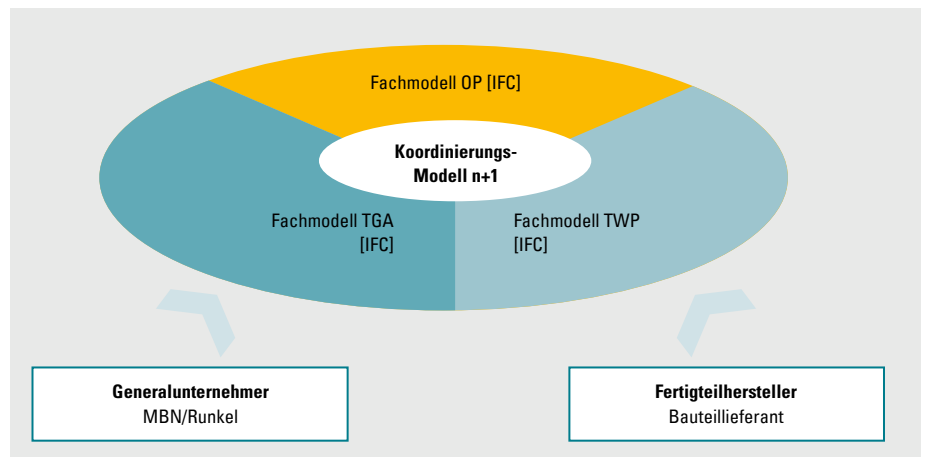 Fachmodell OP [IFC]
Koordinierungs-
Modell n+1
Fachmodell TGA
[IFC]
Fachmodell TWP
[IFC]
Generalunternehmer
MBN/Runkel
Fertigteilhersteller
Bauteillieferant